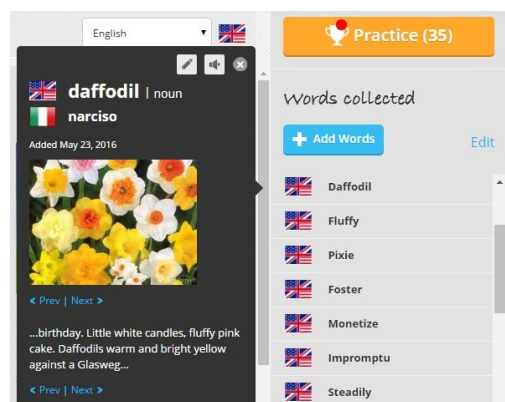 English
daffodil | noun
narciso
Added May 23, 2016
< Prev | Next >
...birthday. Little white candles, fluffy pink
cake. Daffodils warm and bright yellow
against a Glasweg...
< Prev | Next >
Practice (35)
Words collected
Add Words
Edit
Daffodil
Fluffy
Pixie
Foster
Monetize
Impromptu
Steadily